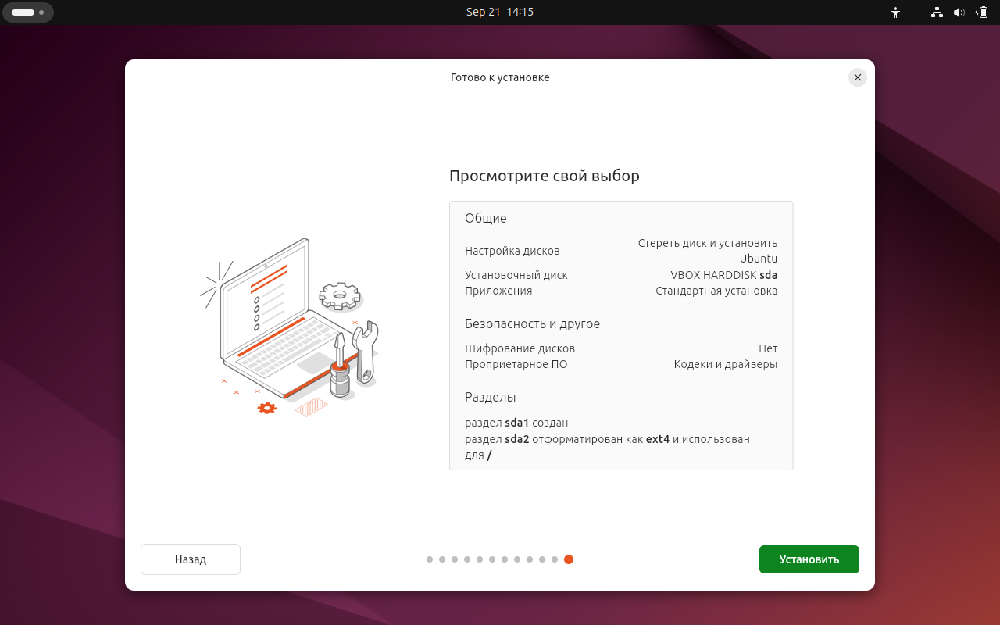 Sep 21 14:15
Готово к установке
Просмотрите свой выбор
Общие
Настройка дисков
Стереть диск и установить
Ubuntu
Установочный диск
VBOX HARDDISK sda
Приложения
Стандартная установка
Безопасность и другое
Шифрование дисков
Нет
Проприетарное ПО
Кодеки и драйверы
Разделы
раздел sda1 создан
раздел sda2 отформатирован как ext4 и использован
для /
Назад
Установить